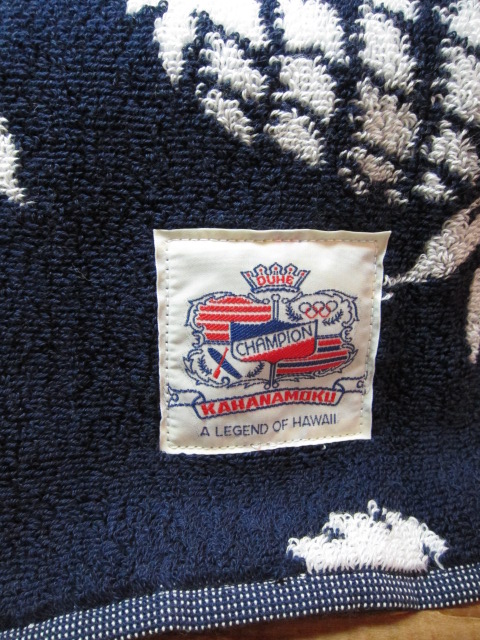 DUKE
CHAMPION
KAHANAMOKU
A LEGEND OF HAWAII